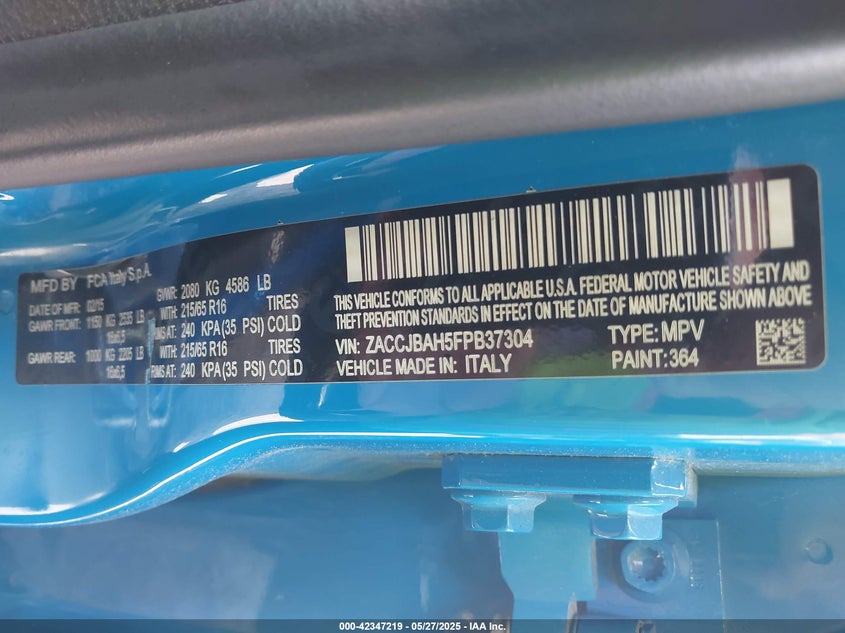 MFD BY FCA Italy S.p.A. GVWR: 2080 KG 4586 LB
DATE OF MFR: 02/15 WITH: 215/65 R16 TIRES
GAWR FRONT: 1150 KG 2535 LB RIMS AT: 240 KPA(35 PSI) COLD
16x6,5
GAWR REAR: 1000 KG 2205 LB WITH: 215/65 R16 TIRES
16x6,5 RIMS AT: 240 KPA(35 PSI) COLD
THIS VEHICLE CONFORMS TO ALL APPLICABLE U.S.A. FEDERAL MOTOR VEHICLE SAFETY AND
THEFT PREVENTION STANDARDS IN EFFECT ON THE DATE OF MANUFACTURE SHOWN ABOVE
VIN: ZACCJBAH5FPB37304 TYPE: MPV
VEHICLE MADE IN: ITALY PAINT: 364
000-42347219 - 05/27/2025 - IAA Inc.